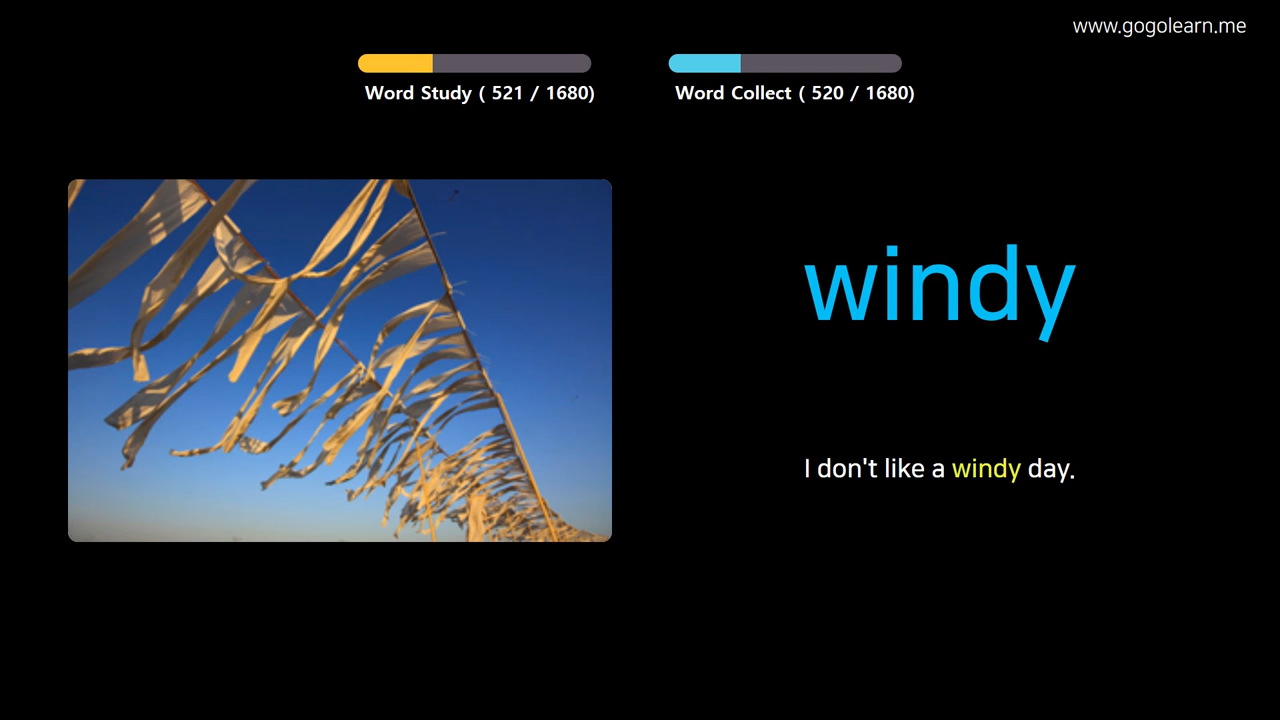 www.gogolearn.me
Word Study ( 521 / 1680)
Word Collect ( 520 / 1680)
windy
I don't like a windy day.